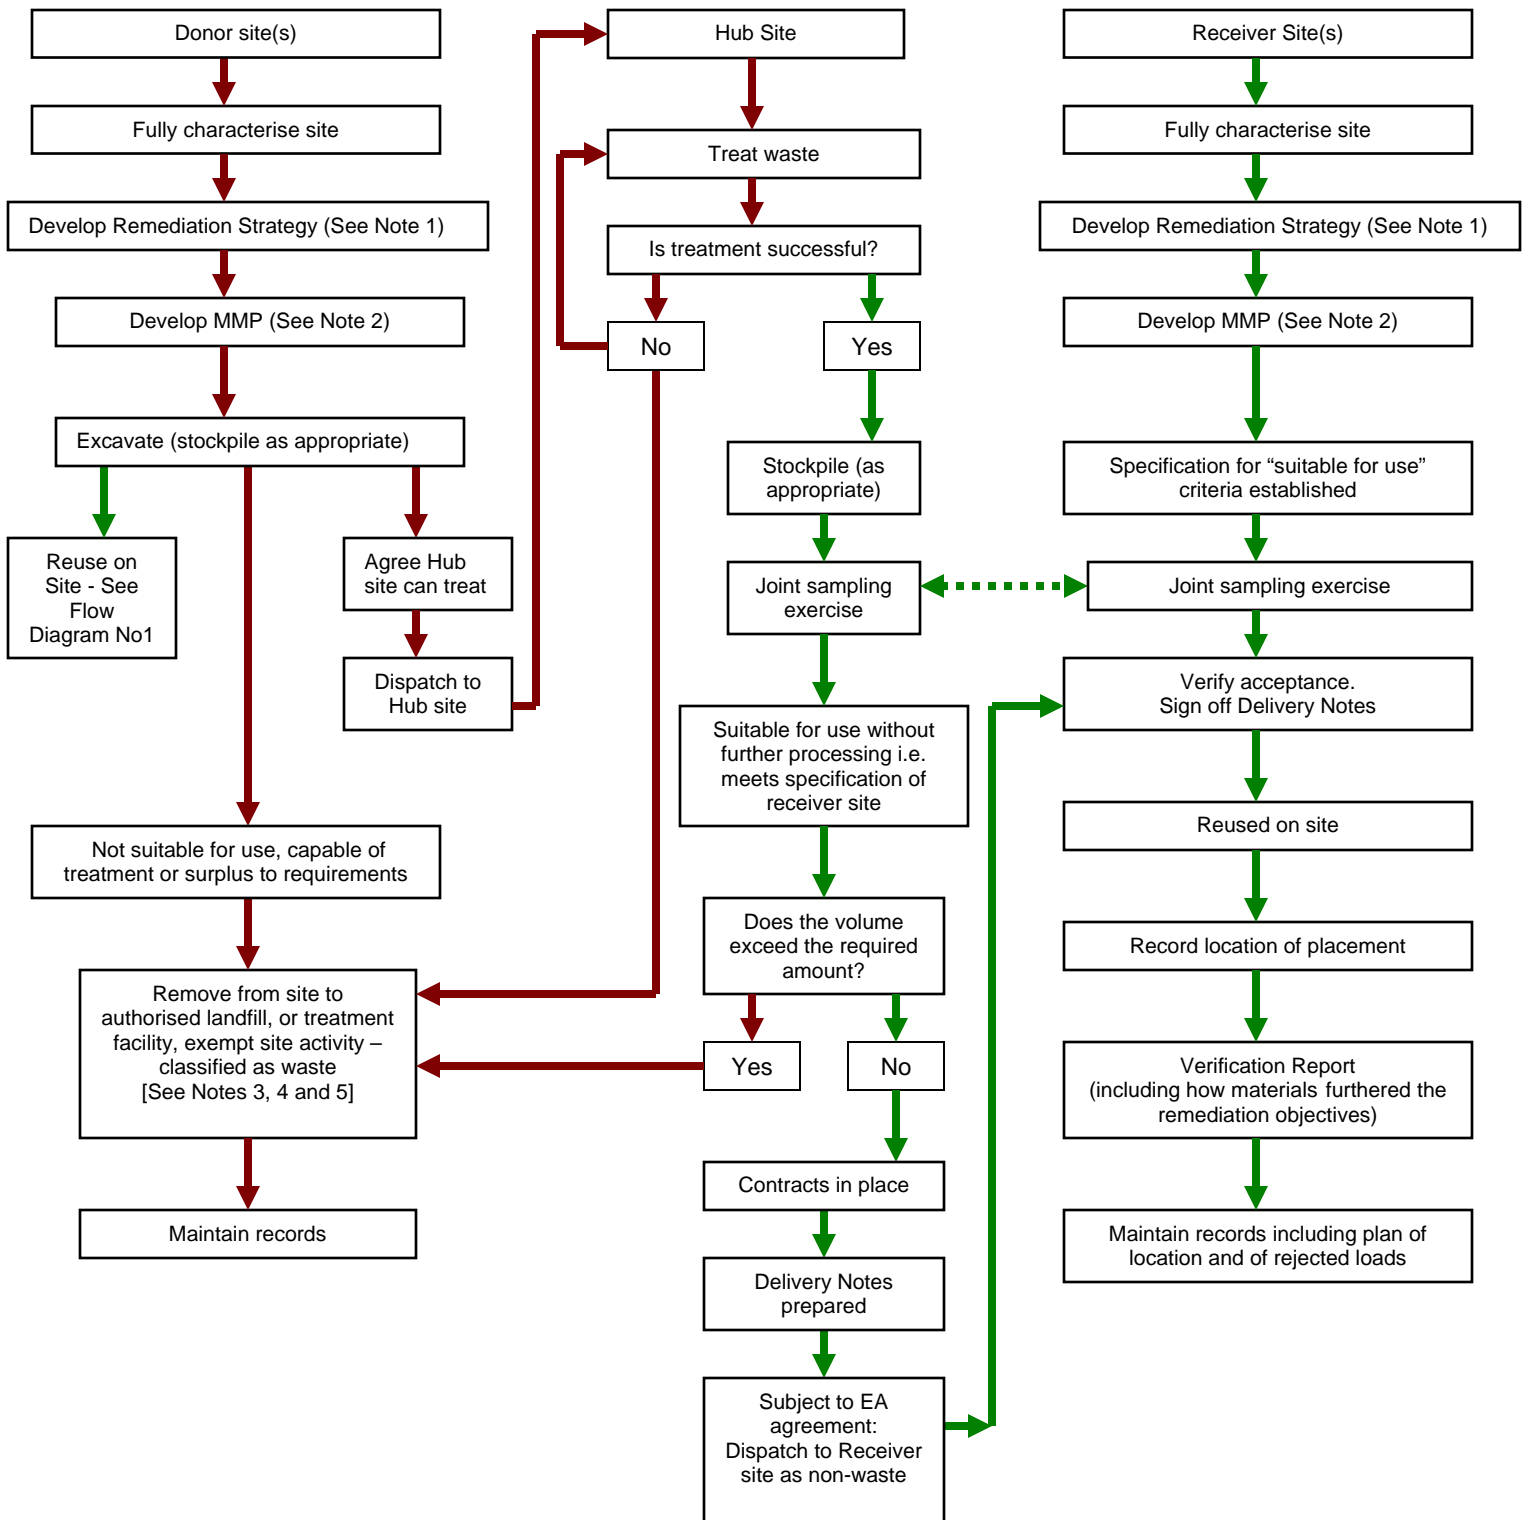 Donor site(s)
Fully characterise site
Develop Remediation Strategy (See Note 1)
Develop MMP (See Note 2)
Excavate (stockpile as appropriate)
Reuse on
Site - See
Flow
Diagram No1
Agree Hub
site can treat
Dispatch to
Hub site
Not suitable for use, capable of
treatment or surplus to requirements
Remove from site to
authorised landfill, or treatment
facility, exempt site activity –
classified as waste
[See Notes 3, 4 and 5]
Maintain records
Hub Site
Treat waste
Is treatment successful?
No
Yes
Stockpile (as
appropriate)
Joint sampling
exercise
Suitable for use without
further processing i.e.
meets specification of
receiver site
Does the volume
exceed the required
amount?
Yes
No
Contracts in place
Delivery Notes
prepared
Subject to EA
agreement:
Dispatch to Receiver
site as non-waste
Receiver Site(s)
Fully characterise site
Develop Remediation Strategy (See Note 1)
Develop MMP (See Note 2)
Specification for “suitable for use”
criteria established
Joint sampling exercise
Verify acceptance.
Sign off Delivery Notes
Reused on site
Record location of placement
Verification Report
(including how materials furthered the
remediation objectives)
Maintain records including plan of
location and of rejected loads